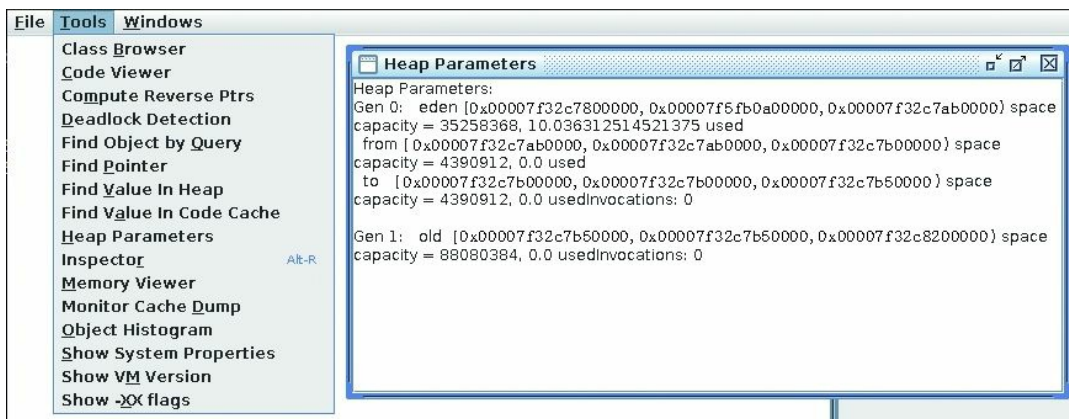 File Tools Windows
Class Browser
Code Viewer
Compute Reverse Ptrs
Deadlock Detection
Find Object by Query
Find Pointer
Find Value In Heap
Find Value In Code Cache
Heap Parameters
Inspector Alt-R
Memory Viewer
Monitor Cache Dump
Object Histogram
Show System Properties
Show VM Version
Show -XX flags
Heap Parameters
Heap Parameters:
Gen 0: eden [0x00007f32c7800000, 0x00007f5fb0a00000, 0x00007f32c7ab0000) space
capacity = 35258368, 10.036312514521375 used
from [0x00007f32c7ab0000, 0x00007f32c7ab0000, 0x00007f32c7b00000) space
capacity = 4390912, 0.0 used
to [0x00007f32c7b00000, 0x00007f32c7b00000, 0x00007f32c7b50000) space
capacity = 4390912, 0.0 usedInvocations: 0
Gen 1: old [0x00007f32c7b50000, 0x00007f32c7b50000, 0x00007f32c8200000) space
capacity = 88080384, 0.0 usedInvocations: 0